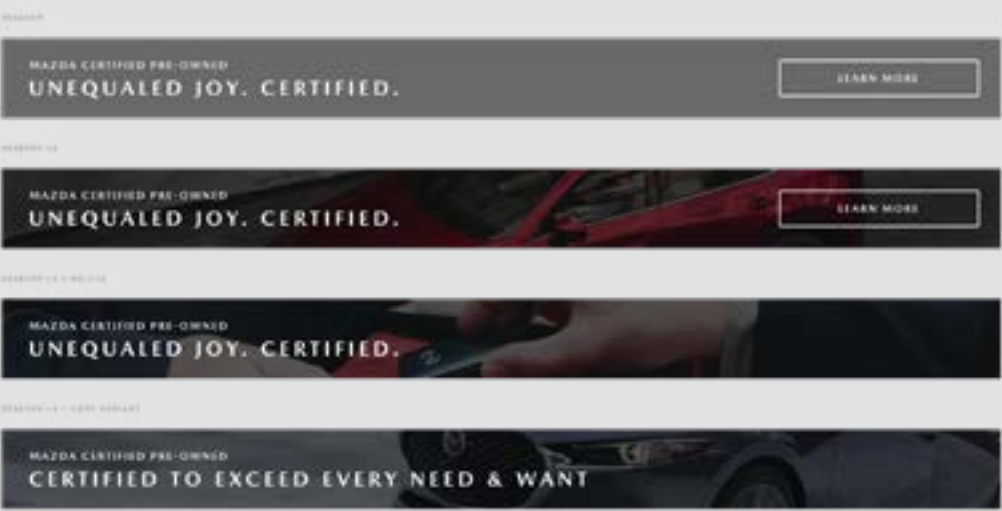 MAZDA CERTIFIED PRE-OWNED
UNEQUALED JOY. CERTIFIED.
LEARN MORE
MAZDA CERTIFIED PRE-OWNED
UNEQUALED JOY. CERTIFIED.
LEARN MORE
MAZDA CERTIFIED PRE-OWNED
UNEQUALED JOY. CERTIFIED.
MAZDA CERTIFIED PRE-OWNED
CERTIFIED TO EXCEED EVERY NEED & WANT